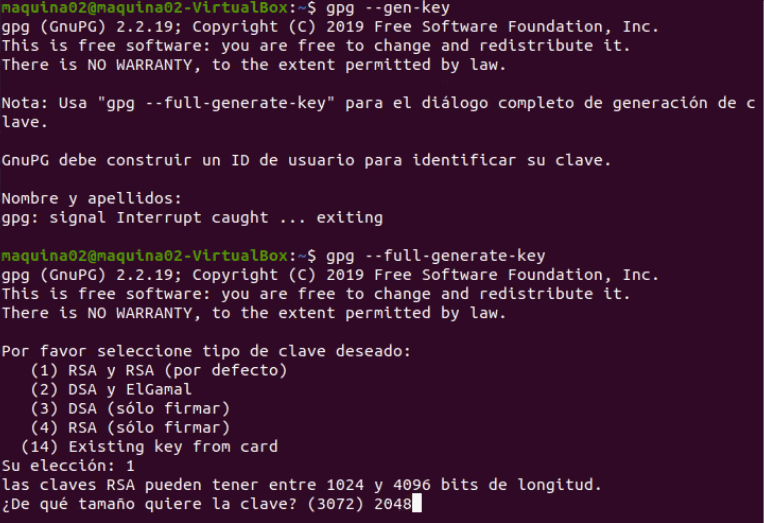 maquina02@maquina02-VirtualBox:~$ gpg --gen-key
gpg (GnuPG) 2.2.19; Copyright (C) 2019 Free Software Foundation, Inc.
This is free software: you are free to change and redistribute it.
There is NO WARRANTY, to the extent permitted by law.
Nota: Usa "gpg --full-generate-key" para el diálogo completo de generación de c
lave.
GnuPG debe construir un ID de usuario para identificar su clave.
Nombre y apellidos:
gpg: signal Interrupt caught ... exiting
maquina02@maquina02-VirtualBox:~$ gpg --full-generate-key
gpg (GnuPG) 2.2.19; Copyright (C) 2019 Free Software Foundation, Inc.
This is free software: you are free to change and redistribute it.
There is NO WARRANTY, to the extent permitted by law.
Por favor seleccione tipo de clave deseado:
(1) RSA y RSA (por defecto)
(2) DSA y ElGamal
(3) DSA (sólo firmar)
(4) RSA (sólo firmar)
(14) Existing key from card
Su elección: 1
las claves RSA pueden tener entre 1024 y 4096 bits de longitud.
¿De qué tamaño quiere la clave? (3072) 2048